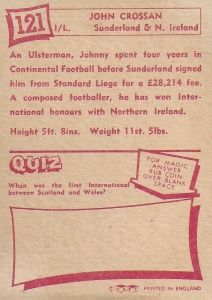 121
I/L.
JOHN CROSSAN
Sunderland & N. Ireland
An Ulsterman, Johnny spent four years in
Continental Football before Sunderland signed
him from Standard Liege for a £28,214 fee.
A composed footballer, he has won Inter-
national honours with Northern Ireland.
Height 5ft. 8ins. Weight 11st. 5lbs.
QUIZ
When was the first International
between Scotland and Wales?
FOR MAGIC
ANSWER
RUB COIN
OVER BLANK
SPACE
PRINTED IN ENGLAND